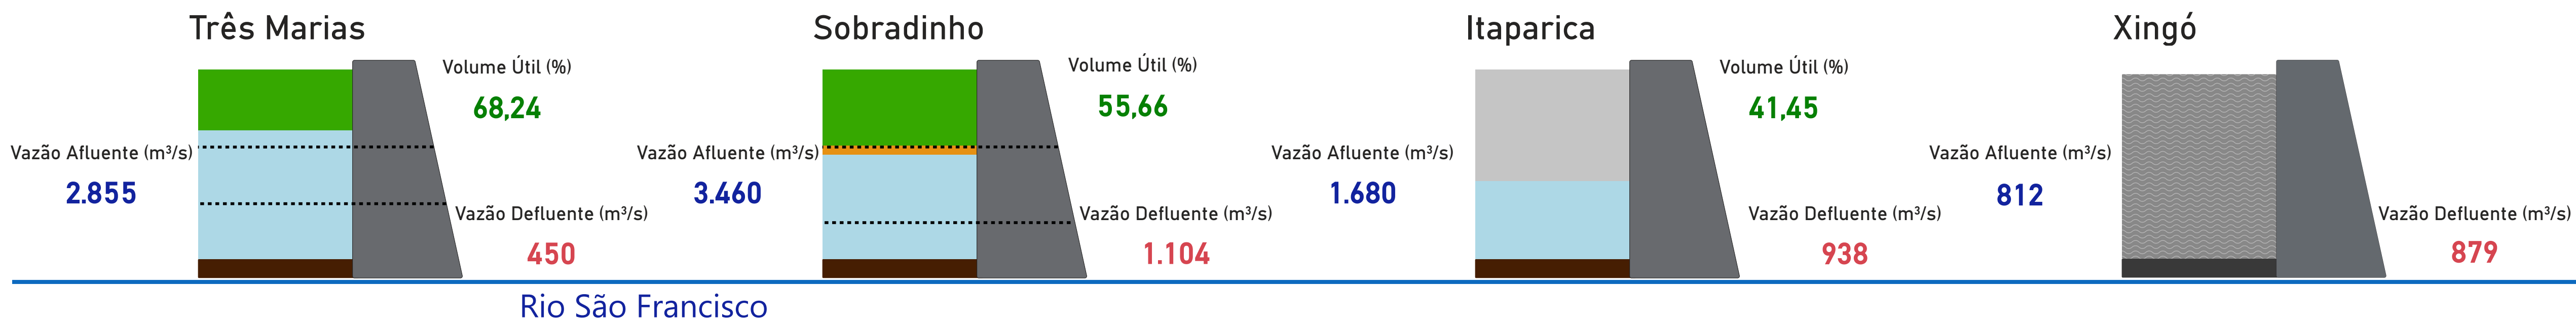 Três Marias
Volume Útil (%)
68,24
Vazão Afluente (m³/s)
2.855
Vazão Defluente (m³/s)
450
Sobradinho
Volume Útil (%)
55,66
Vazão Afluente (m³/s)
3.460
Vazão Defluente (m³/s)
1.104
Itaparica
Volume Útil (%)
41,45
Vazão Afluente (m³/s)
1.680
Vazão Defluente (m³/s)
938
Xingó
Vazão Afluente (m³/s)
812
Vazão Defluente (m³/s)
879
Rio São Francisco